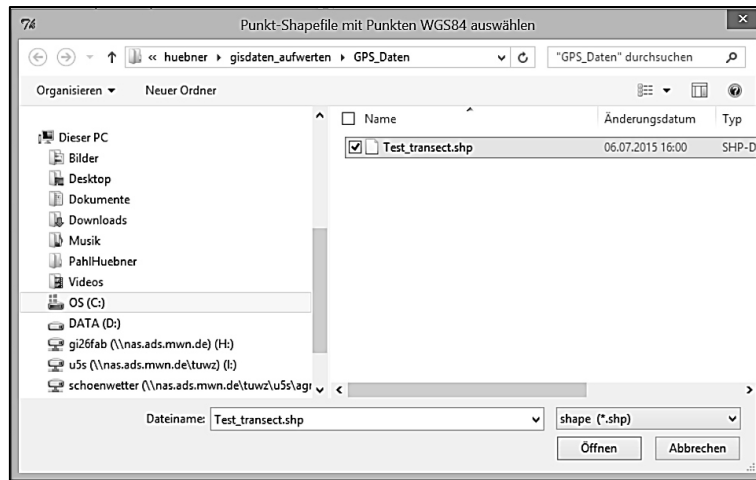 Punkt-Shapefile mit Punkten WGS84 auswählen
« huebner gisdaten_aufwerten GPS_Daten
"GPS_Daten" durchsuchen
Organisieren Neuer Ordner
Name Änderungsdatum Typ
Test_transect.shp 06.07.2015 16:00 SHP-D
Dieser PC
Bilder
Desktop
Dokumente
Downloads
Musik
PahlHuebner
Videos
OS (C:)
DATA (D:)
gi26fab (\\nas.ads.mwn.de) (H:)
u5s (\\nas.ads.mwn.de\tuwz) (I:)
schoenwetter (\\nas.ads.mwn.de\tuwz\u5s\agr
Dateiname: Test_transect.shp
shape (*.shp)
Öffnen Abbrechen